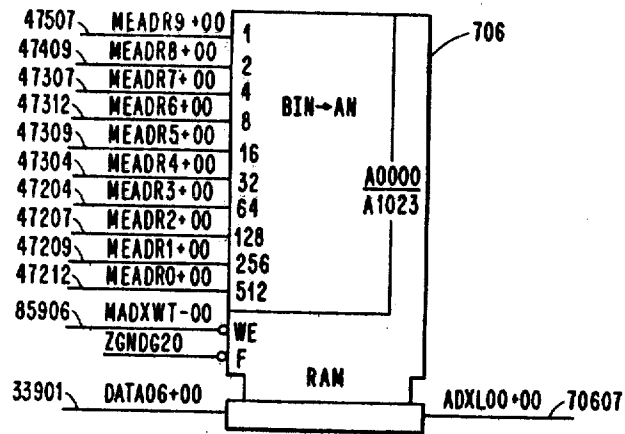 47507 MEADR9+00 1 706
47409 MEADR8+00 2
47307 MEADR7+00 4
47312 MEADR6+00 8 BIN→AN
47309 MEADR5+00 16
47304 MEADR4+00 32 A0000
47204 MEADR3+00 64 A1023
47207 MEADR2+00 128
47209 MEADR1+00 256
47212 MEADR0+00 512
85906 MADXWT-00 WE
ZGNDG20 F
RAM
33901 DATA06+00 ADXL00+00 70607